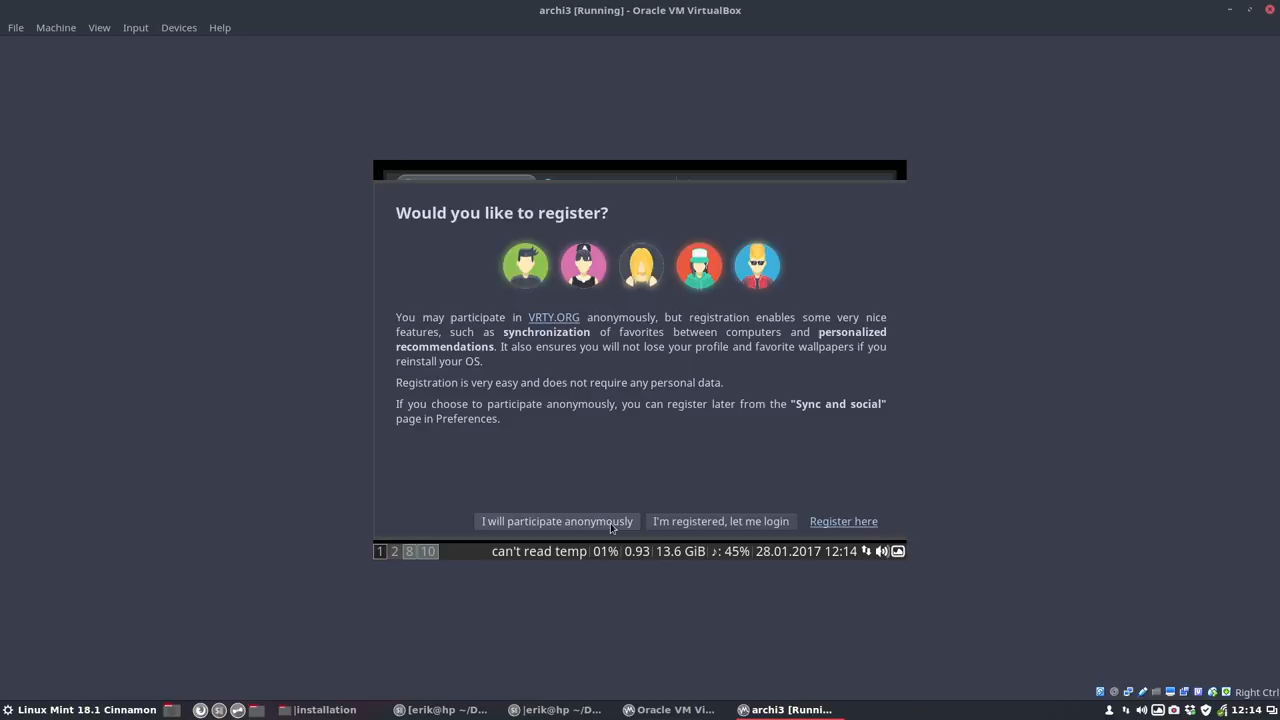 archi3 [Running] - Oracle VM VirtualBox
File Machine View Input Devices Help
Would you like to register?
You may participate in VRTY.ORG anonymously, but registration enables some very nice
features, such as synchronization of favorites between computers and personalized
recommendations. It also ensures you will not lose your profile and favorite wallpapers if you
reinstall your OS.
Registration is very easy and does not require any personal data.
If you choose to participate anonymously, you can register later from the "Sync and social"
page in Preferences.
I will participate anonymously I'm registered, let me login Register here
1 2 8 10 can't read temp 01% 0.93 13.6 GiB ♪: 45% 28.01.2017 12:14
Right Ctrl
Linux Mint 18.1 Cinnamon |installation [erik@hp ~/D... |erik@hp ~/D... Oracle VM Vi... archi3 [Runni... 12:14